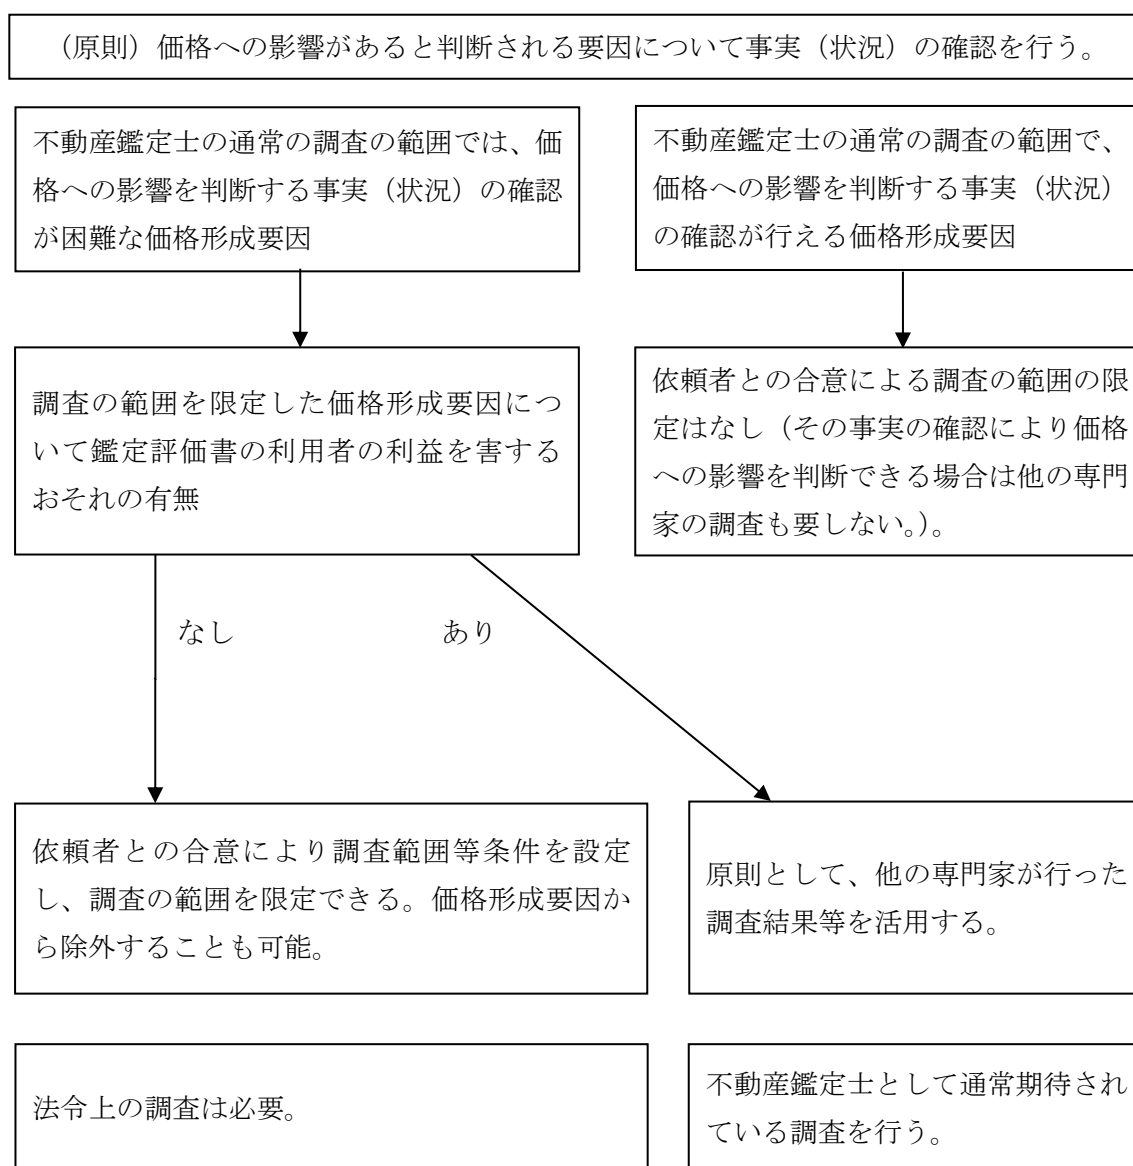 （原則）価格への影響があると判断される要因について事実（状況）の確認を行う。
不動産鑑定士の通常の調査の範囲では、価
格への影響を判断する事実（状況）の確認
が困難な価格形成要因
不動産鑑定士の通常の調査の範囲で、
価格への影響を判断する事実（状況）
の確認が行える価格形成要因
調査の範囲を限定した価格形成要因につ
いて鑑定評価書の利用者の利益を害する
おそれの有無
依頼者との合意による調査の範囲の限
定はなし（その事実の確認により価格
への影響を判断できる場合は他の専門
家の調査も要しない。）。
なし
あり
依頼者との合意により調査範囲等条件を設定
し、調査の範囲を限定できる。価格形成要因か
ら除外することも可能。
原則として、他の専門家が行った
調査結果等を活用する。
法令上の調査は必要。
不動産鑑定士として通常期待され
ている調査を行う。